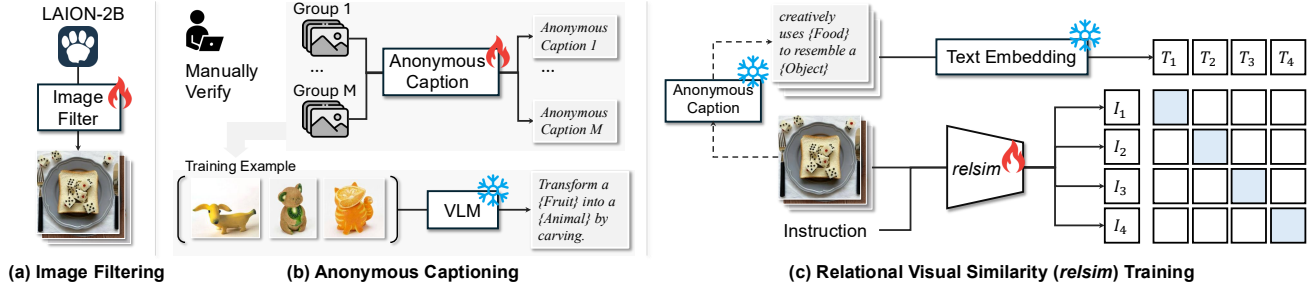 LAION-2B
Image
Filter
(a) Image Filtering
Manually
Verify
Group 1
...
Group M
Anonymous
Caption
Anonymous
Caption 1
...
Anonymous
Caption M
Training Example
VLM
Transform a
{Fruit} into a
{Animal} by
carving.
(b) Anonymous Captioning
Anonymous
Caption
creatively
uses {Food}
to resemble a
{Object}
Text Embedding
T1 T2 T3 T4
Instruction
relsim
I1
I2
I3
I4
(c) Relational Visual Similarity (relsim) Training